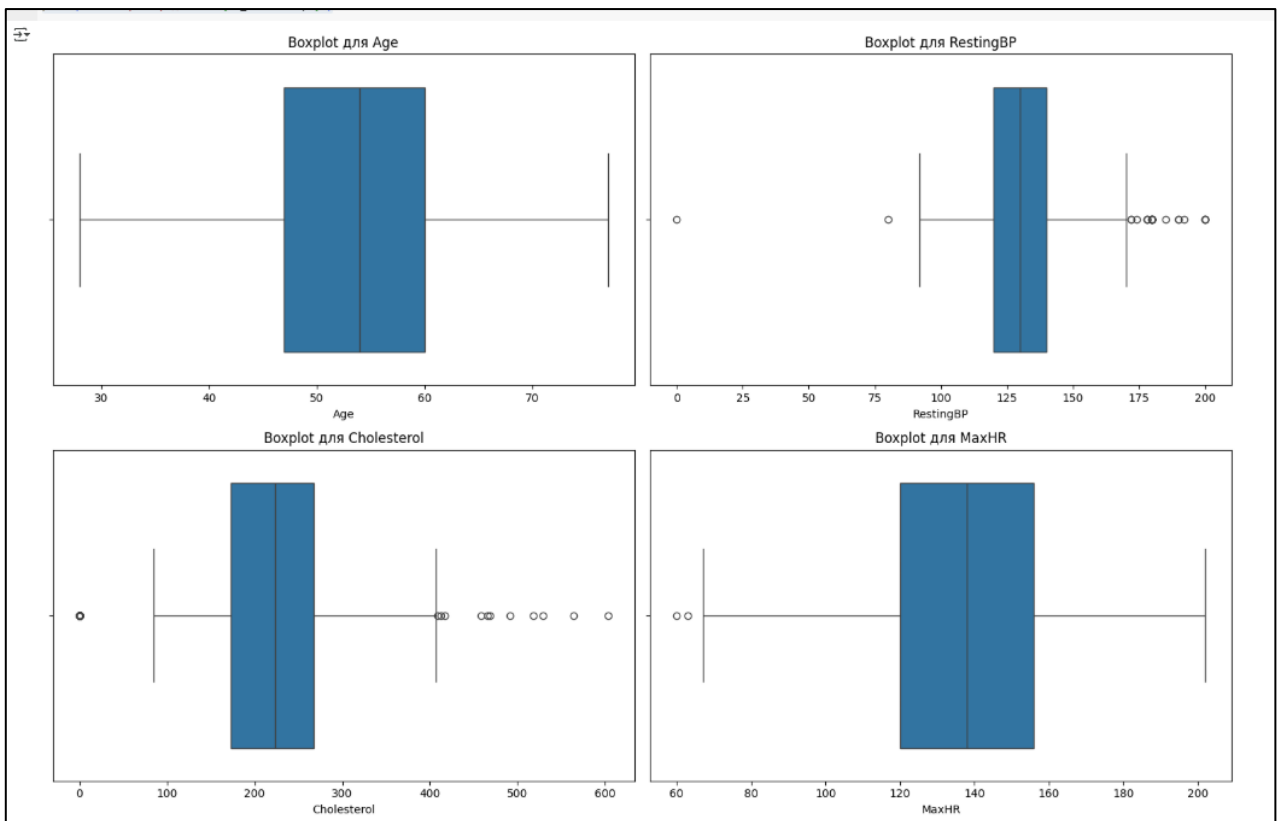 Boxplot для Age
30 40 50 60 70
Age
Boxplot для RestingBP
0 25 50 75 100 125 150 175 200
RestingBP
Boxplot для Cholesterol
0 100 200 300 400 500 600
Cholesterol
Boxplot для MaxHR
60 80 100 120 140 160 180 200
MaxHR